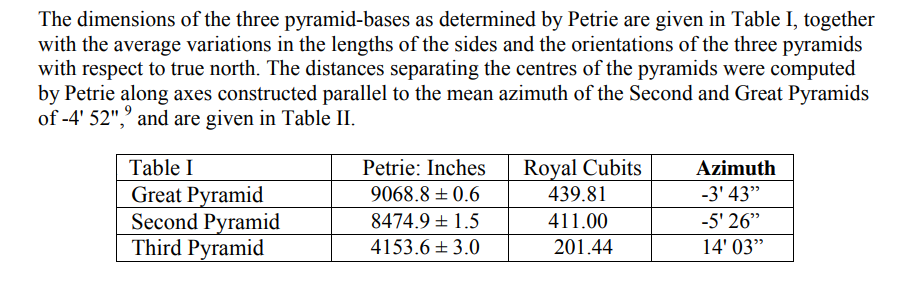 The dimensions of the three pyramid-bases as determined by Petrie are given in Table I, together
with the average variations in the lengths of the sides and the orientations of the three pyramids
with respect to true north. The distances separating the centres of the pyramids were computed
by Petrie along axes constructed parallel to the mean azimuth of the Second and Great Pyramids
of -4' 52",⁹ and are given in Table II.
Table I Petrie: Inches Royal Cubits Azimuth
Great Pyramid 9068.8 ± 0.6 439.81 -3' 43”
Second Pyramid 8474.9 ± 1.5 411.00 -5' 26”
Third Pyramid 4153.6 ± 3.0 201.44 14' 03”